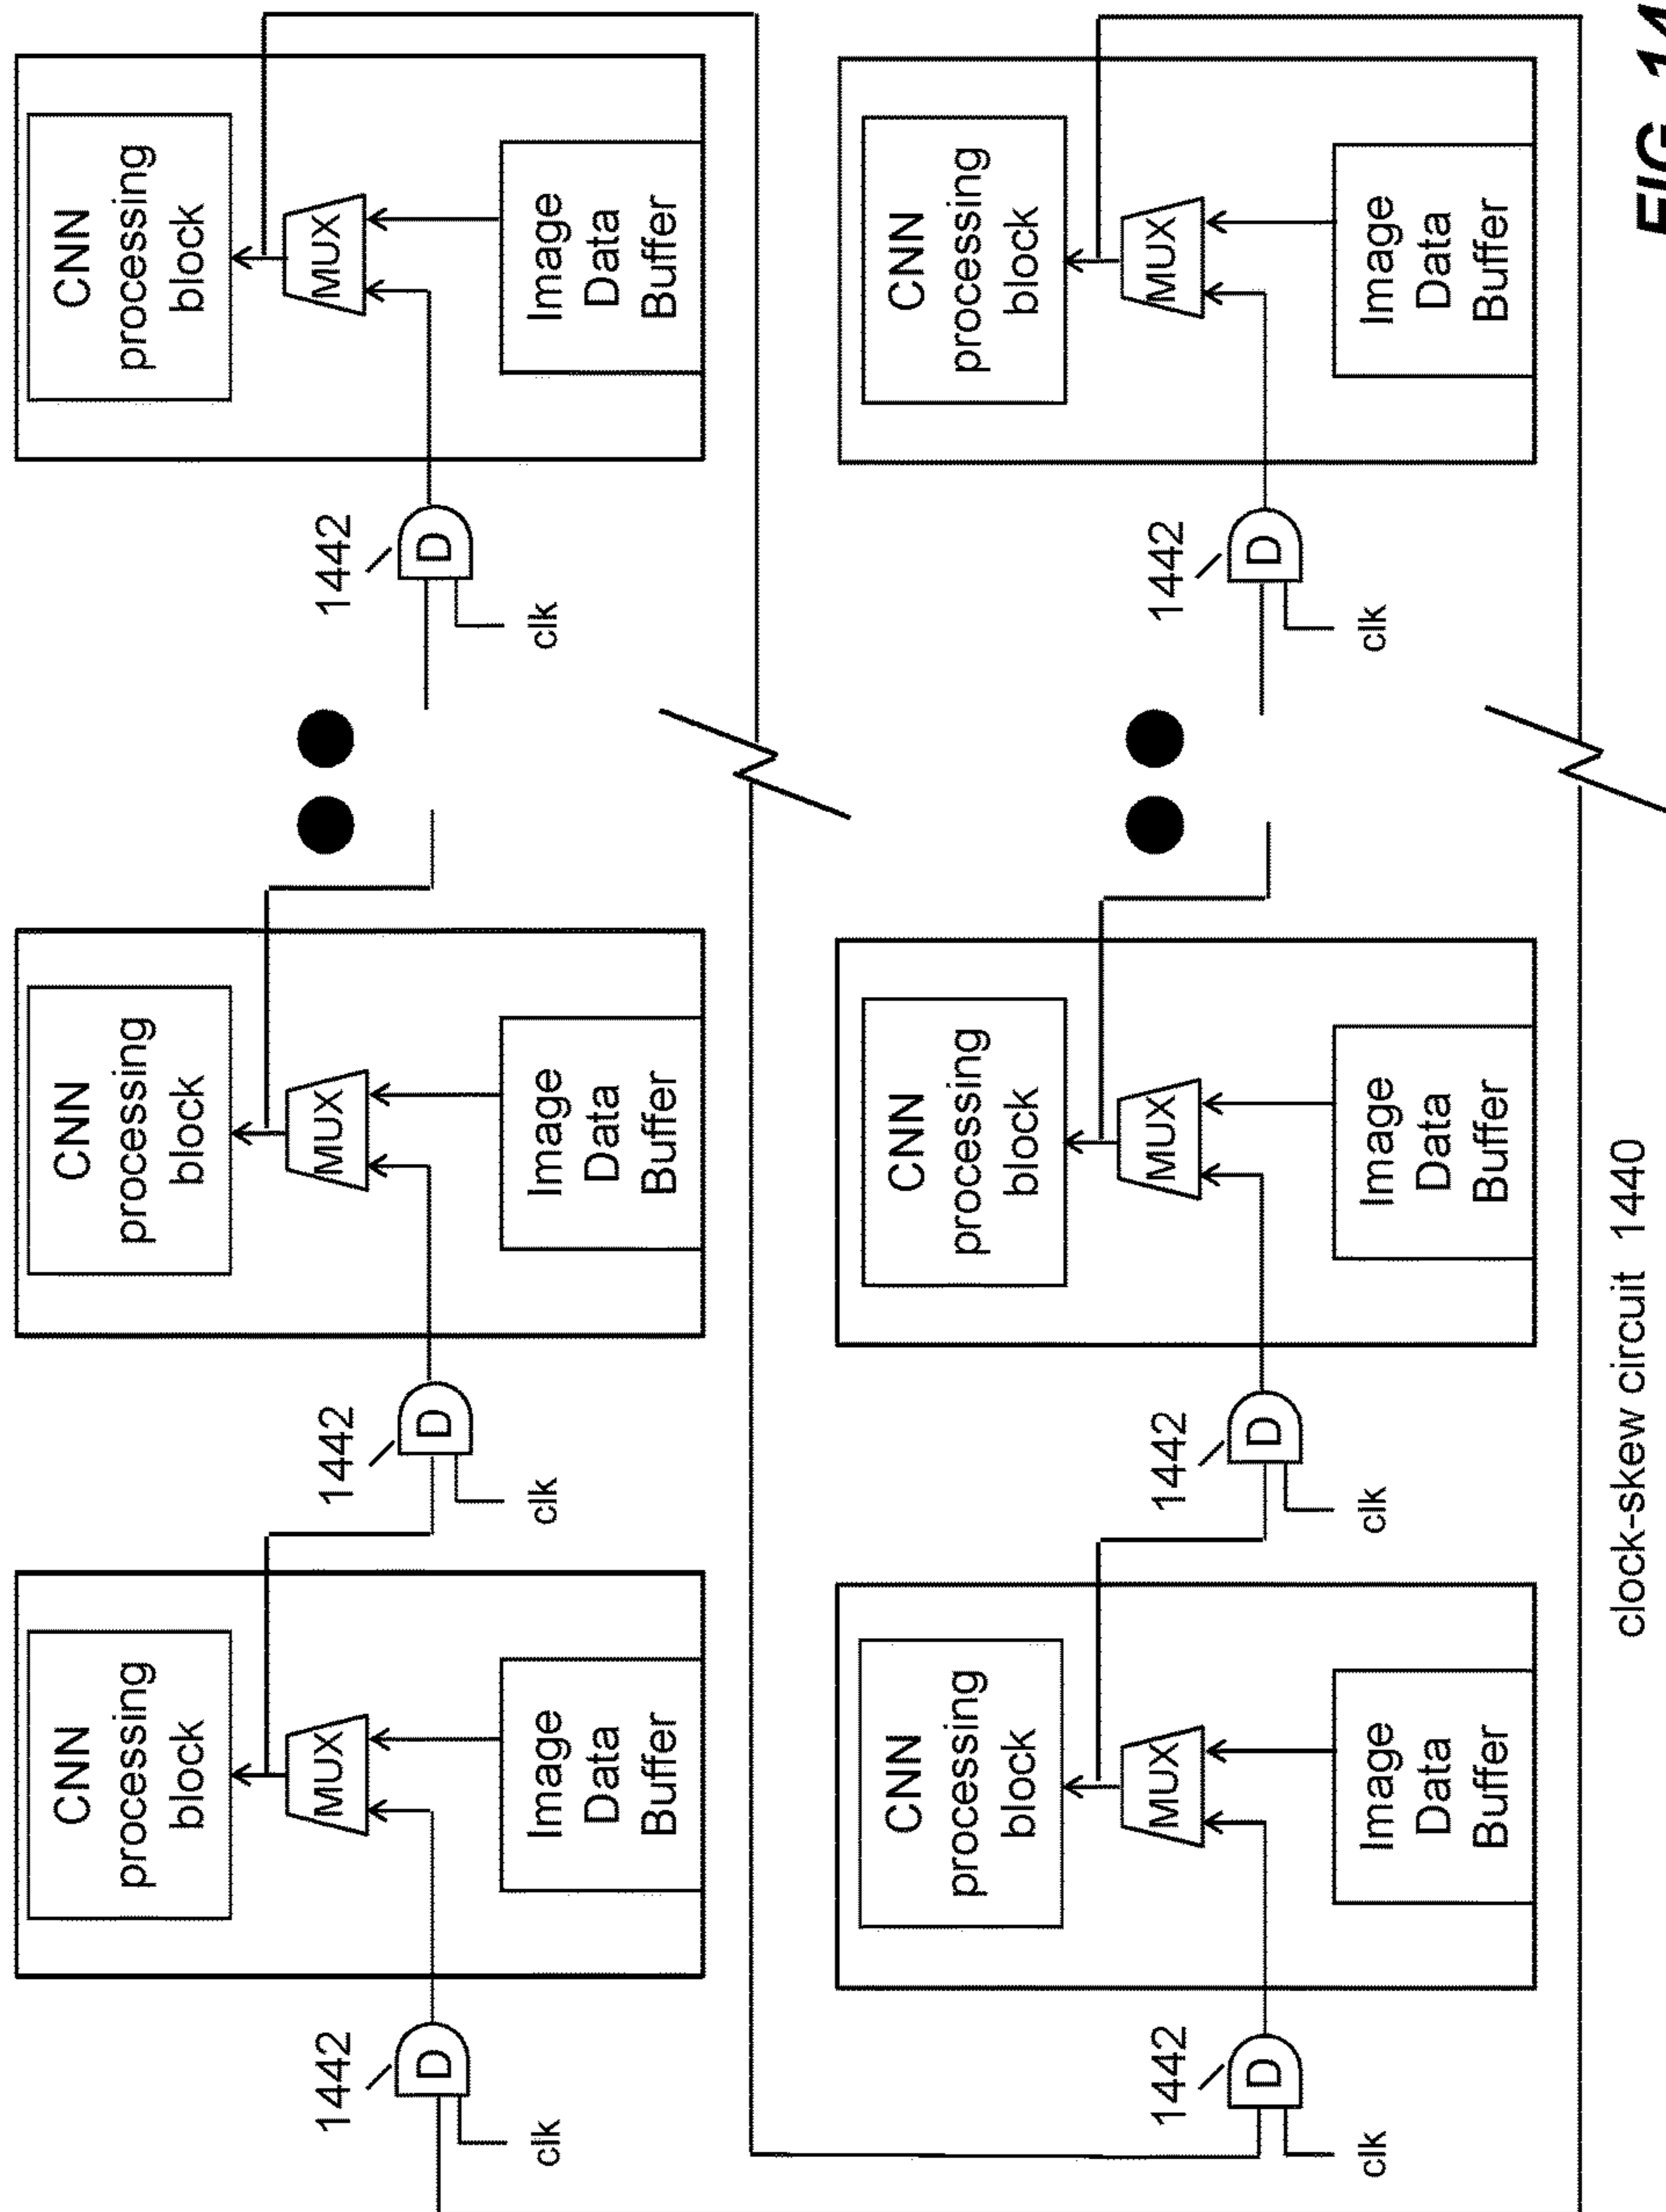 CNN
processing
block
MUX
Image
Data
Buffer
1442
D
clk
CNN
processing
block
MUX
Image
Data
Buffer
1442
D
clk
CNN
processing
block
MUX
Image
Data
Buffer
1442
D
clk
CNN
processing
block
MUX
Image
Data
Buffer
1442
D
clk
CNN
processing
block
MUX
Image
Data
Buffer
1442
D
clk
CNN
processing
block
MUX
Image
Data
Buffer
1442
D
clk
clock-skew circuit 1440
FIG. 14